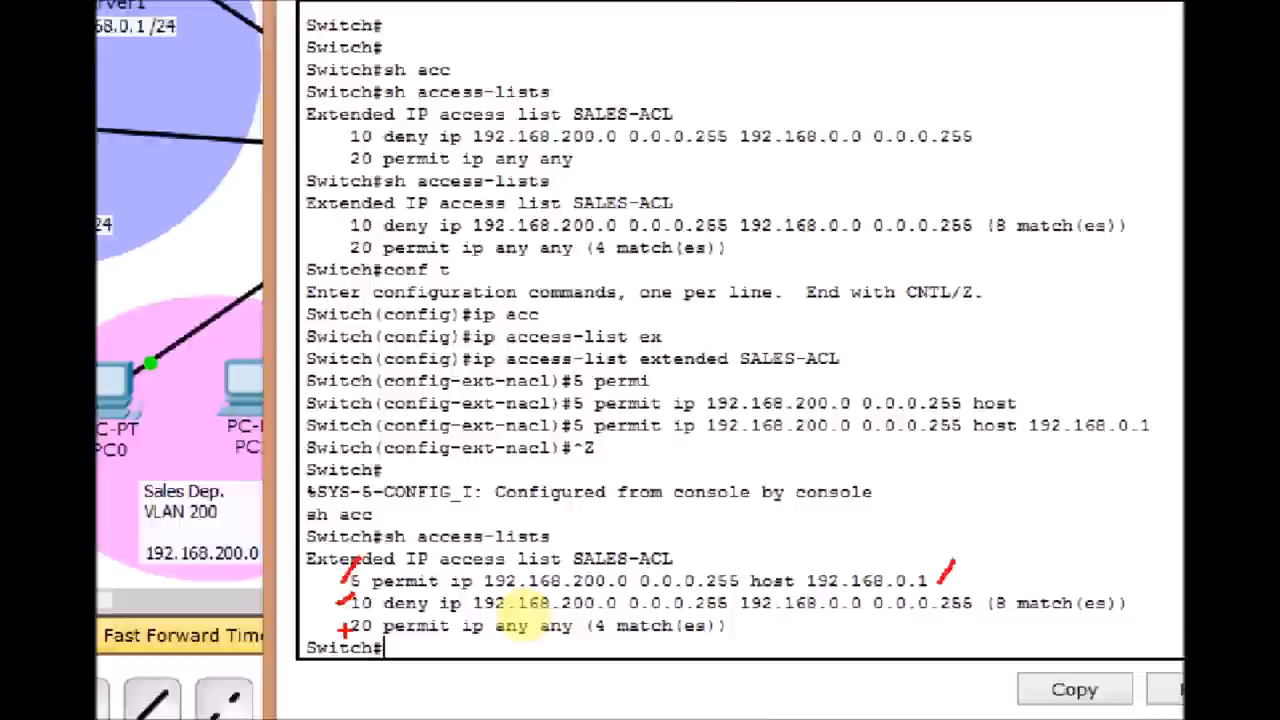 Server1
68.0.1 /24
24
C-PT
PC0
PC-
PC
Sales Dep.
VLAN 200
192.168.200.0
Fast Forward Time
Switch#
Switch#
Switch#sh acc
Switch#sh access-lists
Extended IP access list SALES-ACL
10 deny ip 192.168.200.0 0.0.0.255 192.168.0.0 0.0.0.255
20 permit ip any any
Switch#sh access-lists
Extended IP access list SALES-ACL
10 deny ip 192.168.200.0 0.0.0.255 192.168.0.0 0.0.0.255 (8 match(es))
20 permit ip any any (4 match(es))
Switch#conf t
Enter configuration commands, one per line.  End with CNTL/Z.
Switch(config)#ip acc
Switch(config)#ip access-list ex
Switch(config)#ip access-list extended SALES-ACL
Switch(config-ext-nacl)#5 permi
Switch(config-ext-nacl)#5 permit ip 192.168.200.0 0.0.0.255 host
Switch(config-ext-nacl)#5 permit ip 192.168.200.0 0.0.0.255 host 192.168.0.1
Switch(config-ext-nacl)#^Z
Switch#
%SYS-5-CONFIG_I: Configured from console by console
sh acc
Switch#sh access-lists
Extended IP access list SALES-ACL
5 permit ip 192.168.200.0 0.0.0.255 host 192.168.0.1
10 deny ip 192.168.200.0 0.0.0.255 192.168.0.0 0.0.0.255 (8 match(es))
20 permit ip any any (4 match(es))
Switch#
Copy